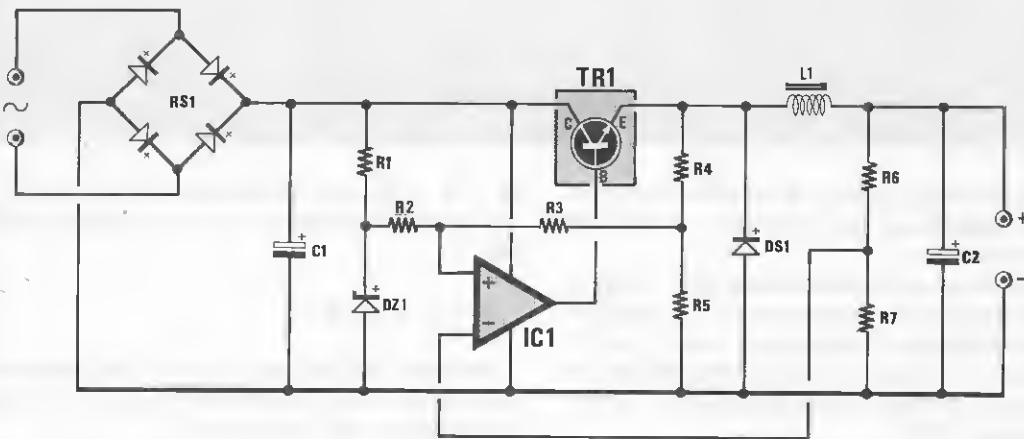 TR1
L1
RS1
C
E
B
R1
R4
R6
R2
R3
+
+
C1
+
DZ1
+
IC1
-
R5
+
DS1
+
C2
R7
+
-